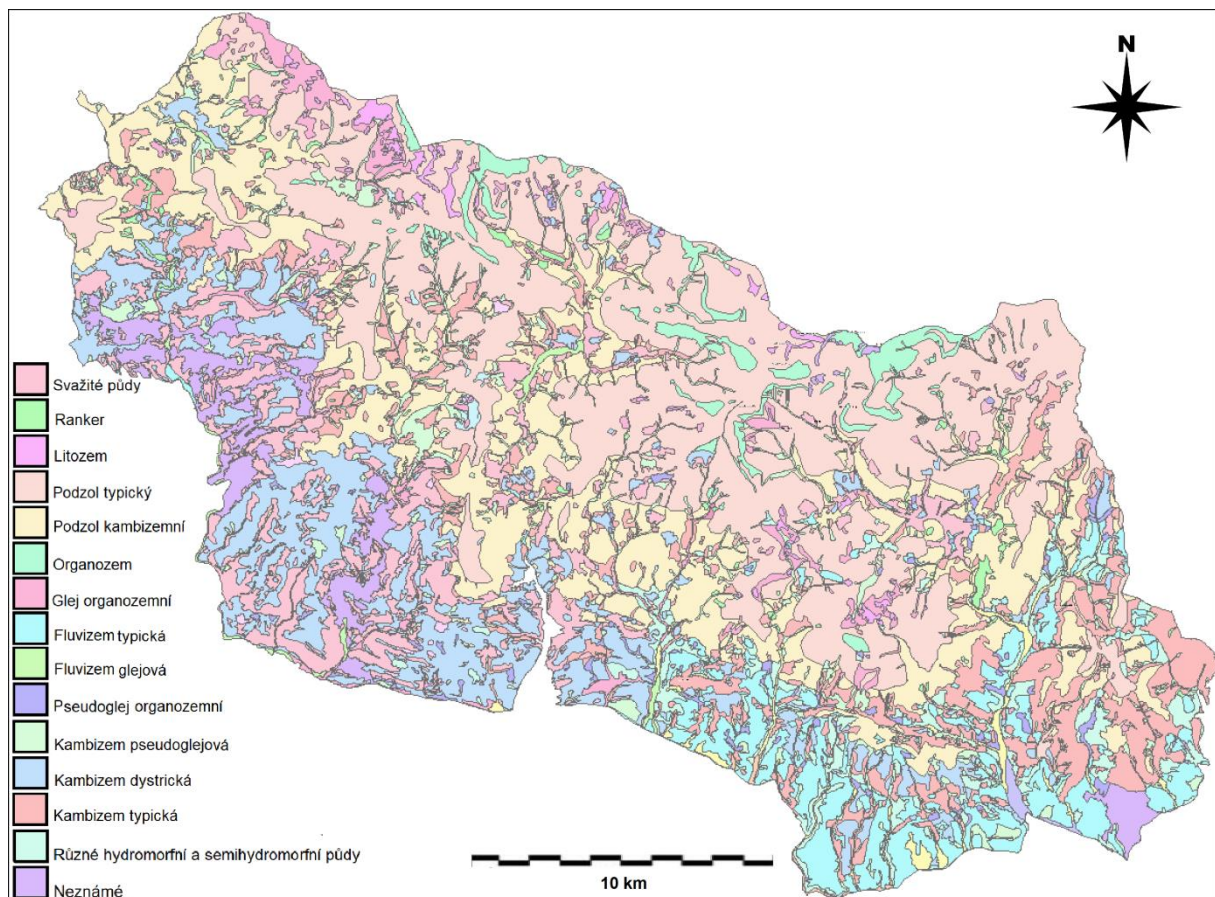 N
Svažité půdy
Ranker
Litozem
Podzol typický
Podzol kambizemní
Organozem
Glej organozemní
Fluvizem typická
Fluvizem glejová
Pseudoglej organozemní
Kambizem pseudoglejová
Kambizem dystrická
Kambizem typická
Různé hydromorfní a semihydromorfní půdy
Neznámé
10 km